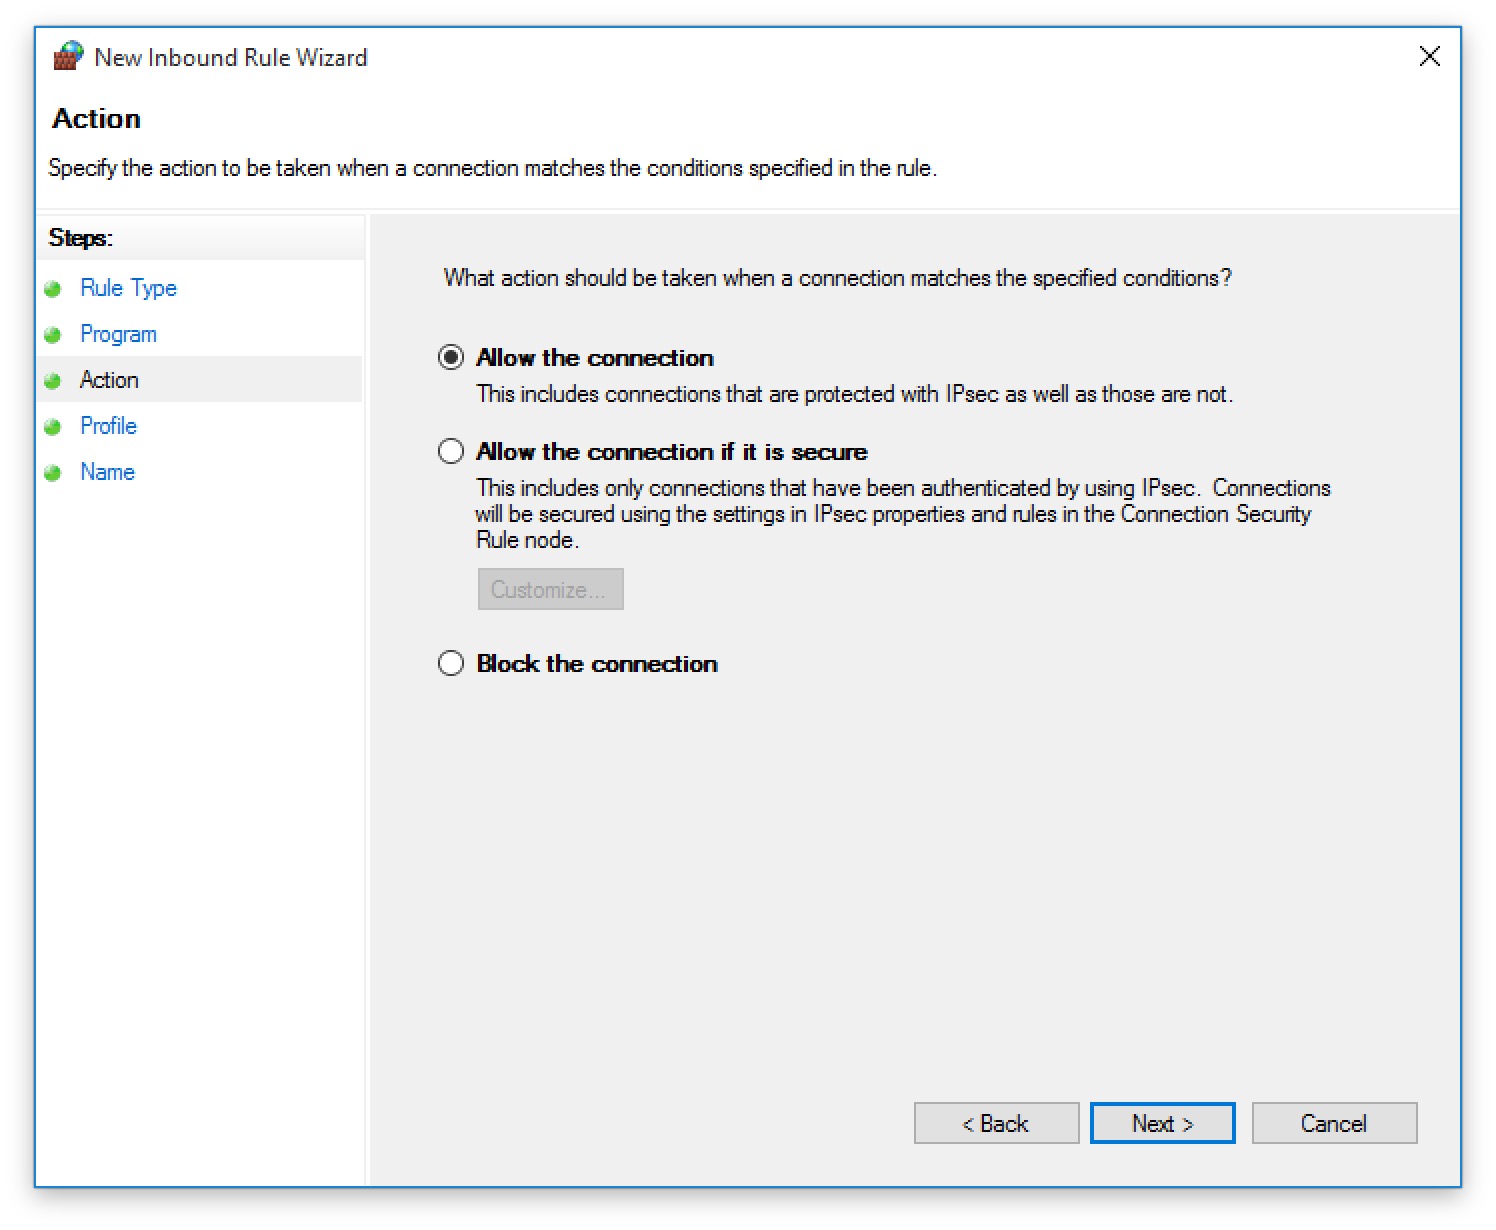 New Inbound Rule Wizard
Action
Specify the action to be taken when a connection matches the conditions specified in the rule.
Steps:
Rule Type
Program
Action
Profile
Name
What action should be taken when a connection matches the specified conditions?
Allow the connection
This includes connections that are protected with IPsec as well as those are not.
Allow the connection if it is secure
This includes only connections that have been authenticated by using IPsec. Connections
will be secured using the settings in IPsec properties and rules in the Connection Security
Rule node.
Customize...
Block the connection
< Back
Next >
Cancel